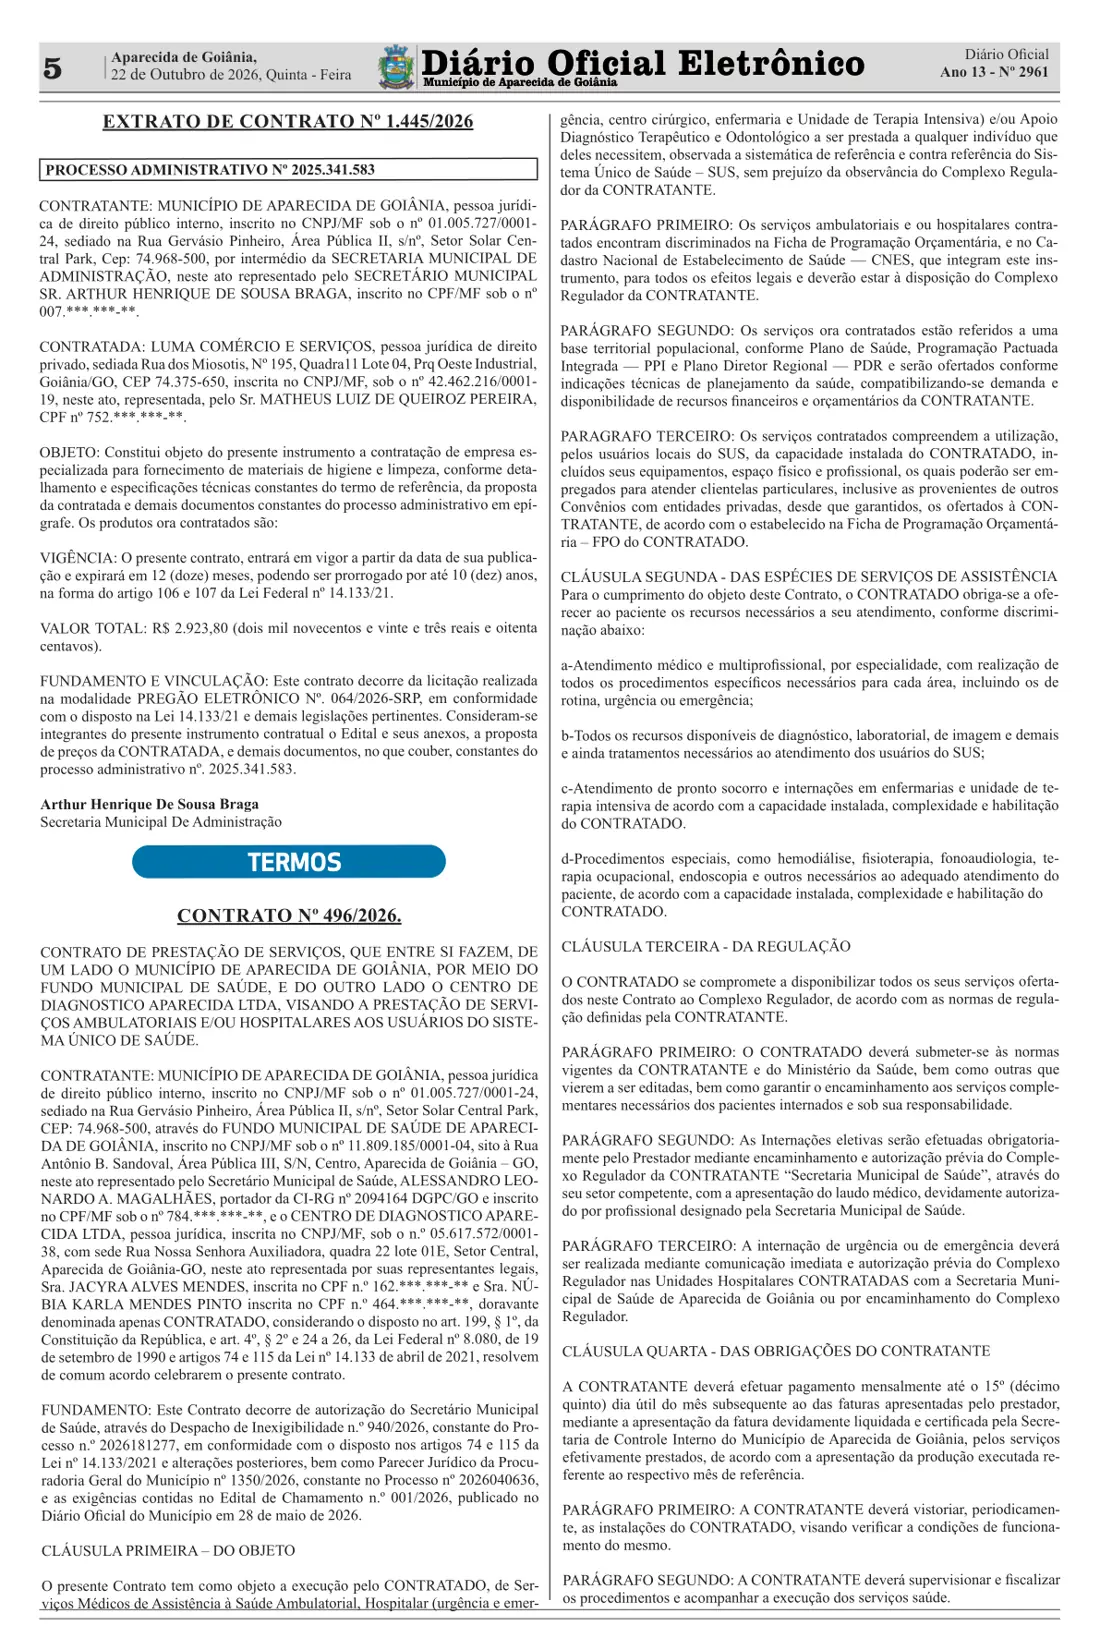 5
Aparecida de Goiânia,
22 de Outubro de 2026, Quinta - Feira
Diário Oficial Eletrônico
Município de Aparecida de Goiânia
Diário Oficial
Ano 13 - Nº 2961
EXTRATO DE CONTRATO Nº 1.445/2026
PROCESSO ADMINISTRATIVO Nº 2025.341.583
CONTRATANTE: MUNICÍPIO DE APARECIDA DE GOIÂNIA, pessoa jurídi-
ca de direito público interno, inscrito no CNPJ/MF sob o nº 01.005.727/0001-
24, sediado na Rua Gervásio Pinheiro, Área Pública II, s/nº, Setor Solar Cen-
tral Park, Cep: 74.968-500, por intermédio da SECRETARIA MUNICIPAL DE
ADMINISTRAÇÃO, neste ato representado pelo SECRETÁRIO MUNICIPAL
SR. ARTHUR HENRIQUE DE SOUSA BRAGA, inscrito no CPF/MF sob o nº
007.***.***-**.
CONTRATADA: LUMA COMÉRCIO E SERVIÇOS, pessoa jurídica de direito
privado, sediada Rua dos Miosotis, Nº 195, Quadra11 Lote 04, Prq Oeste Industrial,
Goiânia/GO, CEP 74.375-650, inscrita no CNPJ/MF, sob o nº 42.462.216/0001-
19, neste ato, representada, pelo Sr. MATHEUS LUIZ DE QUEIROZ PEREIRA,
CPF nº 752.***.***-**.
OBJETO: Constitui objeto do presente instrumento a contratação de empresa es-
pecializada para fornecimento de materiais de higiene e limpeza, conforme deta-
lhamento e especificações técnicas constantes do termo de referência, da proposta
da contratada e demais documentos constantes do processo administrativo em epí-
grafe. Os produtos ora contratados são:
VIGÊNCIA: O presente contrato, entrará em vigor a partir da data de sua publica-
ção e expirará em 12 (doze) meses, podendo ser prorrogado por até 10 (dez) anos,
na forma do artigo 106 e 107 da Lei Federal nº 14.133/21.
VALOR TOTAL: R$ 2.923,80 (dois mil novecentos e vinte e três reais e oitenta
centavos).
FUNDAMENTO E VINCULAÇÃO: Este contrato decorre da licitação realizada
na modalidade PREGÃO ELETRÔNICO Nº. 064/2026-SRP, em conformidade
com o disposto na Lei 14.133/21 e demais legislações pertinentes. Consideram-se
integrantes do presente instrumento contratual o Edital e seus anexos, a proposta
de preços da CONTRATADA, e demais documentos, no que couber, constantes do
processo administrativo nº. 2025.341.583.
Arthur Henrique De Sousa Braga
Secretaria Municipal De Administração
TERMOS
CONTRATO Nº 496/2026.
CONTRATO DE PRESTAÇÃO DE SERVIÇOS, QUE ENTRE SI FAZEM, DE
UM LADO O MUNICÍPIO DE APARECIDA DE GOIÂNIA, POR MEIO DO
FUNDO MUNICIPAL DE SAÚDE, E DO OUTRO LADO O CENTRO DE
DIAGNOSTICO APARECIDA LTDA, VISANDO A PRESTAÇÃO DE SERVI-
ÇOS AMBULATORIAIS E/OU HOSPITALARES AOS USUÁRIOS DO SISTE-
MA ÚNICO DE SAÚDE.
CONTRATANTE: MUNICÍPIO DE APARECIDA DE GOIÂNIA, pessoa jurídica
de direito público interno, inscrito no CNPJ/MF sob o nº 01.005.727/0001-24,
sediado na Rua Gervásio Pinheiro, Área Pública II, s/nº, Setor Solar Central Park,
CEP: 74.968-500, através do FUNDO MUNICIPAL DE SAÚDE DE APARECI-
DA DE GOIÂNIA, inscrito no CNPJ/MF sob o nº 11.809.185/0001-04, sito à Rua
Antônio B. Sandoval, Área Pública III, S/N, Centro, Aparecida de Goiânia – GO,
neste ato representado pelo Secretário Municipal de Saúde, ALESSANDRO LEO-
NARDO A. MAGALHÃES, portador da CI-RG nº 2094164 DGPC/GO e inscrito
no CPF/MF sob o nº 784.***.***-**, e o CENTRO DE DIAGNOSTICO APARE-
CIDA LTDA, pessoa jurídica, inscrita no CNPJ/MF, sob o n.º 05.617.572/0001-
38, com sede Rua Nossa Senhora Auxiliadora, quadra 22 lote 01E, Setor Central,
Aparecida de Goiânia-GO, neste ato representada por suas representantes legais,
Sra. JACYRA ALVES MENDES, inscrita no CPF n.º 162.***.***-** e Sra. NÚ-
BIA KARLA MENDES PINTO inscrita no CPF n.º 464.***.***-**, doravante
denominada apenas CONTRATADO, considerando o disposto no art. 199, § 1º, da
Constituição da República, e art. 4º, § 2º e 24 a 26, da Lei Federal nº 8.080, de 19
de setembro de 1990 e artigos 74 e 115 da Lei nº 14.133 de abril de 2021, resolvem
de comum acordo celebrarem o presente contrato.
FUNDAMENTO: Este Contrato decorre de autorização do Secretário Municipal
de Saúde, através do Despacho de Inexigibilidade n.º 940/2026, constante do Pro-
cesso n.º 2026181277, em conformidade com o disposto nos artigos 74 e 115 da
Lei nº 14.133/2021 e alterações posteriores, bem como Parecer Jurídico da Procu-
radoria Geral do Município nº 1350/2026, constante no Processo nº 2026040636,
e as exigências contidas no Edital de Chamamento n.º 001/2026, publicado no
Diário Oficial do Município em 28 de maio de 2026.
CLÁUSULA PRIMEIRA – DO OBJETO
O presente Contrato tem como objeto a execução pelo CONTRATADO, de Ser-
viços Médicos de Assistência à Saúde Ambulatorial, Hospitalar (urgência e emer-
gência, centro cirúrgico, enfermaria e Unidade de Terapia Intensiva) e/ou Apoio
Diagnóstico Terapêutico e Odontológico a ser prestada a qualquer indivíduo que
deles necessitem, observada a sistemática de referência e contra referência do Sis-
tema Único de Saúde – SUS, sem prejuízo da observância do Complexo Regula-
dor da CONTRATANTE.
PARÁGRAFO PRIMEIRO: Os serviços ambulatoriais e ou hospitalares contra-
tados encontram discriminados na Ficha de Programação Orçamentária, e no Ca-
dastro Nacional de Estabelecimento de Saúde — CNES, que integram este ins-
trumento, para todos os efeitos legais e deverão estar à disposição do Complexo
Regulador da CONTRATANTE.
PARÁGRAFO SEGUNDO: Os serviços ora contratados estão referidos a uma
base territorial populacional, conforme Plano de Saúde, Programação Pactuada
Integrada — PPI e Plano Diretor Regional — PDR e serão ofertados conforme
indicações técnicas de planejamento da saúde, compatibilizando-se demanda e
disponibilidade de recursos financeiros e orçamentários da CONTRATANTE.
PARAGRAFO TERCEIRO: Os serviços contratados compreendem a utilização,
pelos usuários locais do SUS, da capacidade instalada do CONTRATADO, in-
cluídos seus equipamentos, espaço físico e profissional, os quais poderão ser em-
pregados para atender clientelas particulares, inclusive as provenientes de outros
Convênios com entidades privadas, desde que garantidos, os ofertados à CON-
TRATANTE, de acordo com o estabelecido na Ficha de Programação Orçamentá-
ria – FPO do CONTRATADO.
CLÁUSULA SEGUNDA - DAS ESPÉCIES DE SERVIÇOS DE ASSISTÊNCIA
Para o cumprimento do objeto deste Contrato, o CONTRATADO obriga-se a ofe-
recer ao paciente os recursos necessários a seu atendimento, conforme discrimi-
nação abaixo:
a-Atendimento médico e multiprofissional, por especialidade, com realização de
todos os procedimentos específicos necessários para cada área, incluindo os de
rotina, urgência ou emergência;
b-Todos os recursos disponíveis de diagnóstico, laboratorial, de imagem e demais
e ainda tratamentos necessários ao atendimento dos usuários do SUS;
c-Atendimento de pronto socorro e internações em enfermarias e unidade de te-
rapia intensiva de acordo com a capacidade instalada, complexidade e habilitação
do CONTRATADO.
d-Procedimentos especiais, como hemodiálise, fisioterapia, fonoaudiologia, te-
rapia ocupacional, endoscopia e outros necessários ao adequado atendimento do
paciente, de acordo com a capacidade instalada, complexidade e habilitação do
CONTRATADO.
CLÁUSULA TERCEIRA - DA REGULAÇÃO
O CONTRATADO se compromete a disponibilizar todos os seus serviços oferta-
dos neste Contrato ao Complexo Regulador, de acordo com as normas de regula-
ção definidas pela CONTRATANTE.
PARÁGRAFO PRIMEIRO: O CONTRATADO deverá submeter-se às normas
vigentes da CONTRATANTE e do Ministério da Saúde, bem como outras que
vierem a ser editadas, bem como garantir o encaminhamento aos serviços comple-
mentares necessários dos pacientes internados e sob sua responsabilidade.
PARÁGRAFO SEGUNDO: As Internações eletivas serão efetuadas obrigatoria-
mente pelo Prestador mediante encaminhamento e autorização prévia do Comple-
xo Regulador da CONTRATANTE “Secretaria Municipal de Saúde”, através do
seu setor competente, com a apresentação do laudo médico, devidamente autoriza-
do por profissional designado pela Secretaria Municipal de Saúde.
PARÁGRAFO TERCEIRO: A internação de urgência ou de emergência deverá
ser realizada mediante comunicação imediata e autorização prévia do Complexo
Regulador nas Unidades Hospitalares CONTRATADAS com a Secretaria Muni-
cipal de Saúde de Aparecida de Goiânia ou por encaminhamento do Complexo
Regulador.
CLÁUSULA QUARTA - DAS OBRIGAÇÕES DO CONTRATANTE
A CONTRATANTE deverá efetuar pagamento mensalmente até o 15º (décimo
quinto) dia útil do mês subsequente ao das faturas apresentadas pelo prestador,
mediante a apresentação da fatura devidamente liquidada e certificada pela Secre-
taria de Controle Interno do Município de Aparecida de Goiânia, pelos serviços
efetivamente prestados, de acordo com a apresentação da produção executada re-
ferente ao respectivo mês de referência.
PARÁGRAFO PRIMEIRO: A CONTRATANTE deverá vistoriar, periodicamen-
te, as instalações do CONTRATADO, visando verificar a condições de funciona-
mento do mesmo.
PARÁGRAFO SEGUNDO: A CONTRATANTE deverá supervisionar e fiscalizar
os procedimentos e acompanhar a execução dos serviços saúde.